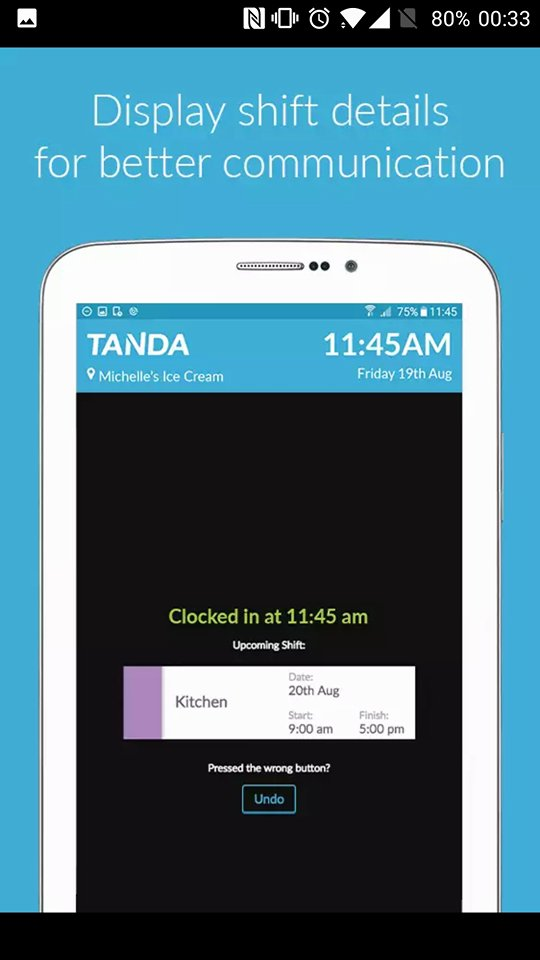 80% 00:33
Display shift details
for better communication
75% 11:45
TANDA
11:45AM
Michelle's Ice Cream
Friday 19th Aug
Clocked in at 11:45 am
Upcoming Shift:
Kitchen
Date:
20th Aug
Start:
Finish:
9:00 am
5:00 pm
Pressed the wrong button?
Undo